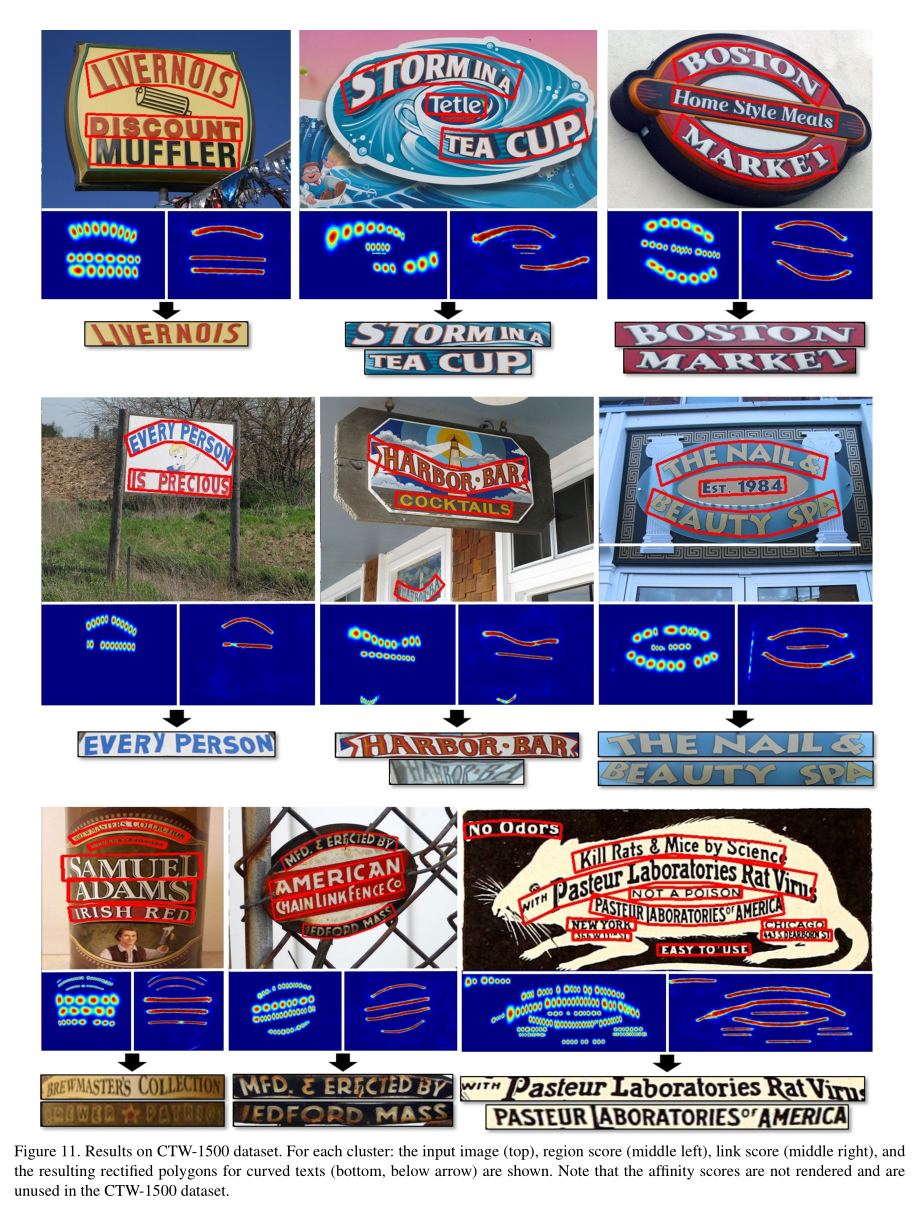 LIVERNOIS
DISCOUNT
MUFFLER
STORM IN A
Tetley
TEA CUP
BOSTON
Home Style Meals
MARKET
LIVERNOIS
STORM IN A
TEA CUP
BOSTON
MARKET
EVERY PERSON
IS PRECIOUS
HARBOR·BAR
COCKTAILS
THE NAIL &
EST. 1984
BEAUTY SPA
EVERY PERSON
HARBOR·BAR
HARBOR·BA
THE NAIL &
BEAUTY SPA
BREWMASTER'S COLLECTION
SAMUEL
ADAMS
IRISH RED
MFD. & ERECTED BY
AMERICAN
CHAIN LINK FENCE CO
JEDFORD MASS
No Odors
Kill Rats & Mice by Science
WITH Pasteur Laboratories Rat Virus
NOT A POISON
PASTEUR LABORATORIES OF AMERICA
NEW YORK
366 W. 11TH ST.
CHICAGO
443 S. DEARBORN ST
EASY TO USE
BREWMASTER'S COLLECTION
BREWER ★ PATRIOT
MFD. & ERECTED BY
JEDFORD MASS
WITH Pasteur Laboratories Rat Virus
PASTEUR LABORATORIES OF AMERICA
Figure 11. Results on CTW-1500 dataset. For each cluster: the input image (top), region score (middle left), link score (middle right), and
the resulting rectified polygons for curved texts (bottom, below arrow) are shown. Note that the affinity scores are not rendered and are
unused in the CTW-1500 dataset.